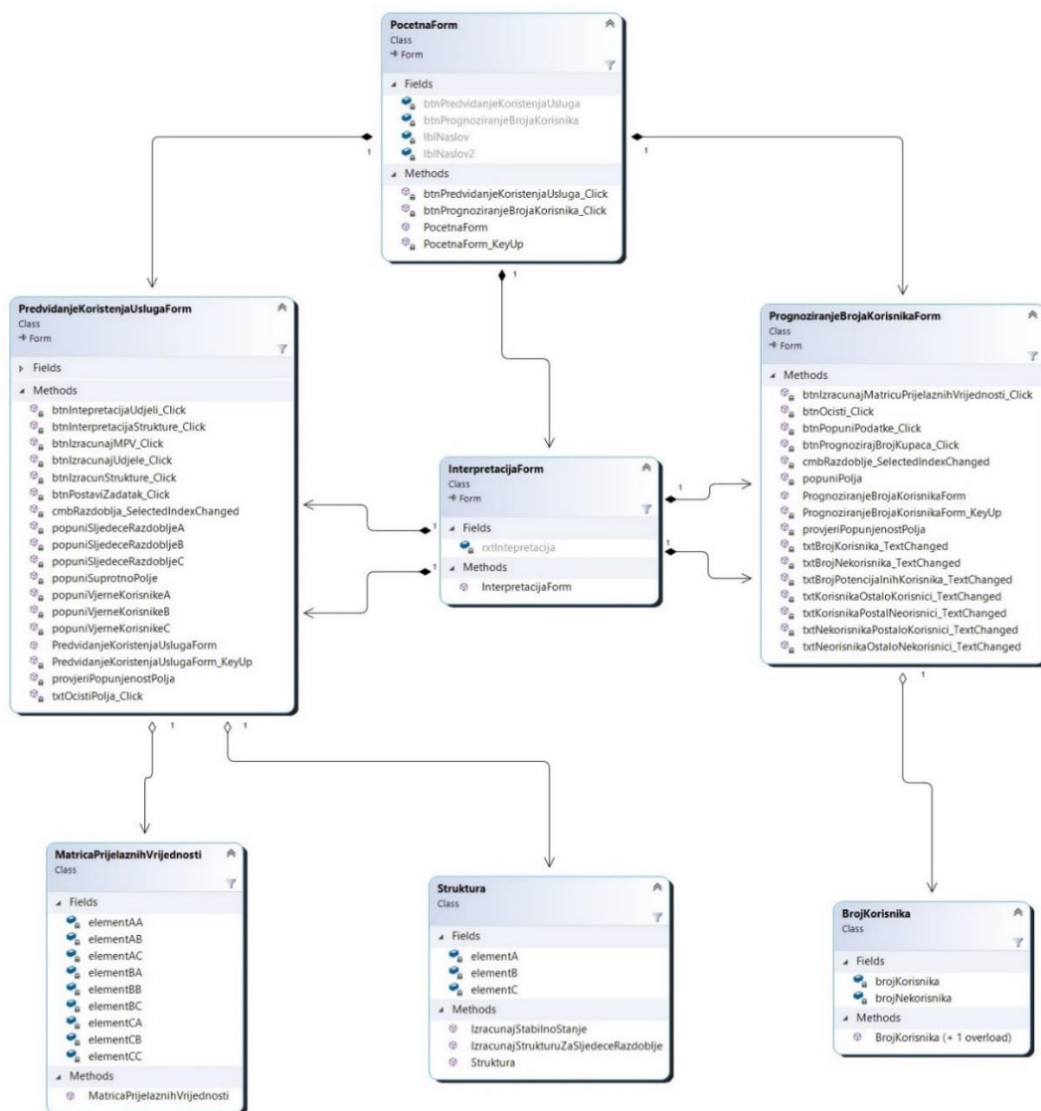 PocetnaForm
Class
Form
Fields
btnPredvidanjeKoristenjaUsluga
btnPrognoziranjeBrojaKorisnika
lblNaslov
lblNaslov2
Methods
btnPredvidanjeKoristenjaUsluga_Click
btnPrognoziranjeBrojaKorisnika_Click
PocetnaForm
PocetnaForm_KeyUp
1
1
1
PredvidanjeKoristenjaUslugaForm
Class
Form
Fields
Methods
btnIntepretacijaUdjeli_Click
btnInterpretacijaStrukture_Click
btnIzracunajMPV_Click
btnIzracunajUdjele_Click
btnIzracunStrukture_Click
btnPostaviZadatak_Click
cmbRazdoblja_SelectedIndexChanged
popuniSljedeceRazdobljeA
popuniSljedeceRazdobljeB
popuniSljedeceRazdobljeC
popuniSuprotnoPolje
popuniVjerneKorisnikeA
popuniVjerneKorisnikeB
popuniVjerneKorisnikeC
PredvidanjeKoristenjaUslugaForm
PredvidanjeKoristenjaUslugaForm_KeyUp
provjeriPopunjenostPolja
txtOcistiPolja_Click
1
1
InterpretacijaForm
Class
Form
Fields
rxtIntepretacija
Methods
InterpretacijaForm
1
1
1
1
PrognoziranjeBrojaKorisnikaForm
Class
Form
Methods
btnIzracunajMatricuPrijelaznihVrijednosti_Click
btnOcisti_Click
btnPopuniPodatke_Click
btnPrognozirajBrojKupaca_Click
cmbRazdoblje_SelectedIndexChanged
popuniPolja
PrognoziranjeBrojaKorisnikaForm
PrognoziranjeBrojaKorisnikaForm_KeyUp
provjeriPopunjenostPolja
txtBrojKorisnika_TextChanged
txtBrojNekorisnika_TextChanged
txtBrojPotencijalnihKorisnika_TextChanged
txtKorisnikaOstaloKorisnici_TextChanged
txtKorisnikaPostalNeorisnici_TextChanged
txtNekorisnikaPostaloKorisnici_TextChanged
txtNeorisnikaOstaloNekorisnici_TextChanged
1
MatricaPrijelaznihVrijednosti
Class
Fields
elementAA
elementAB
elementAC
elementBA
elementBB
elementBC
elementCA
elementCB
elementCC
Methods
MatricaPrijelaznihVrijednosti
Struktura
Class
Fields
elementA
elementB
elementC
Methods
IzracunajStabilnoStanje
IzracunajStrukturuZaSljedeceRazdoblje
Struktura
BrojKorisnika
Class
Fields
brojKorisnika
brojNekorisnika
Methods
BrojKorisnika (+ 1 overload)